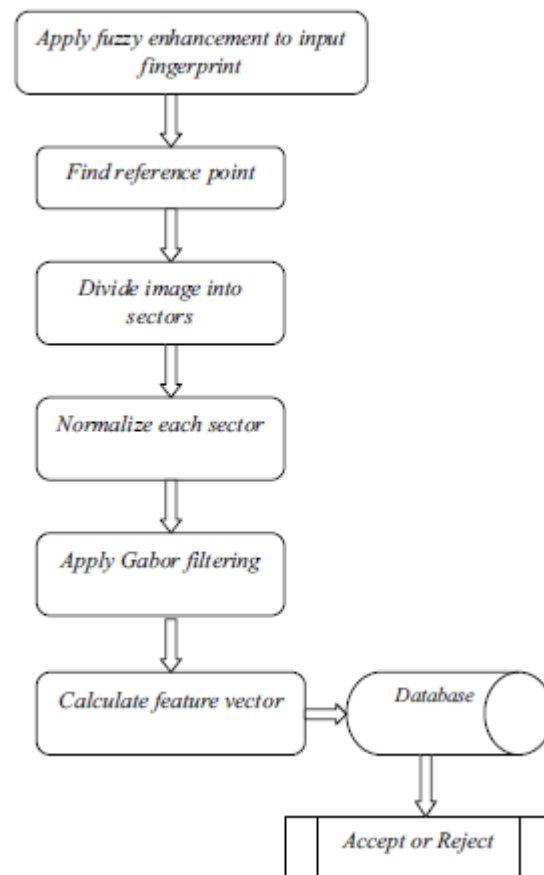 Apply fuzzy enhancement to input
fingerprint
Find reference point
Divide image into
sectors
Normalize each sector
Apply Gabor filtering
Calculate feature vector
Database
Accept or Reject